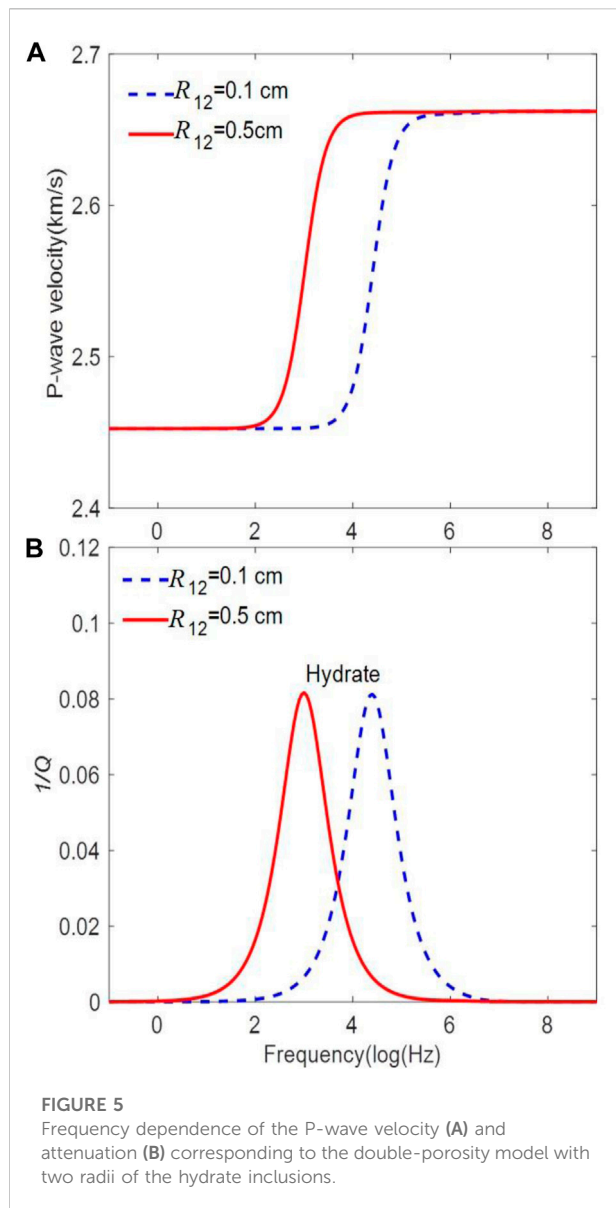 A
2.7
R12=0.1 cm
R12=0.5cm
2.6
P-wave velocity(km/s)
2.5
2.4
0 2 4 6 8
B
0.12
R12=0.1 cm
R12=0.5 cm
0.1
Hydrate
0.08
1/Q
0.06
0.04
0.02
0
0 2 4 6 8
Frequency(log(Hz)
FIGURE 5
Frequency dependence of the P-wave velocity (A) and
attenuation (B) corresponding to the double-porosity model with
two radii of the hydrate inclusions.